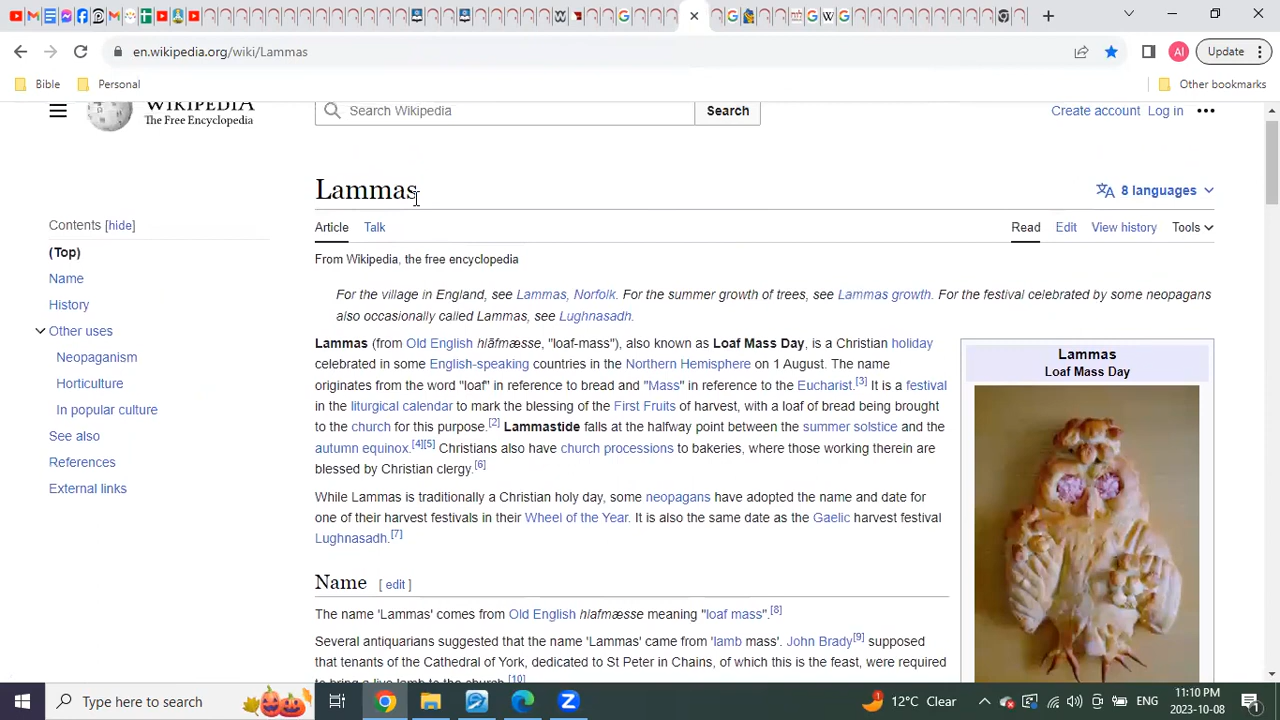 Update
en.wikipedia.org/wiki/Lammas
AI
Bible
Personal
Other bookmarks
WIKIPEDIA
The Free Encyclopedia
Search Wikipedia
Search
Create account
Log in
Lammas
8 languages
Contents [hide]
(Top)
Name
History
Other uses
Neopaganism
Horticulture
In popular culture
See also
References
External links
Article
Talk
Read
Edit
View history
Tools
From Wikipedia, the free encyclopedia
For the village in England, see Lammas, Norfolk. For the summer growth of trees, see Lammas growth. For the festival celebrated by some neopagans
also occasionally called Lammas, see Lughnasadh.
Lammas (from Old English hlāfmæsse, "loaf-mass"), also known as Loaf Mass Day, is a Christian holiday
celebrated in some English-speaking countries in the Northern Hemisphere on 1 August. The name
originates from the word "loaf" in reference to bread and "Mass" in reference to the Eucharist.[3] It is a festival
in the liturgical calendar to mark the blessing of the First Fruits of harvest, with a loaf of bread being brought
to the church for this purpose.[2] Lammastide falls at the halfway point between the summer solstice and the
autumn equinox.[4][5] Christians also have church processions to bakeries, where those working therein are
blessed by Christian clergy.[6]
While Lammas is traditionally a Christian holy day, some neopagans have adopted the name and date for
one of their harvest festivals in their Wheel of the Year. It is also the same date as the Gaelic harvest festival
Lughnasadh.[7]
Lammas
Loaf Mass Day
Name [ edit ]
The name 'Lammas' comes from Old English hlafmæsse meaning "loaf mass".[8]
Several antiquarians suggested that the name 'Lammas' came from 'lamb mass'. John Brady[9] supposed
that tenants of the Cathedral of York, dedicated to St Peter in Chains, of which this is the feast, were required
to bring a live lamb to the church.[10]
Type here to search
12°C Clear
ENG
11:10 PM
2023-10-08
1